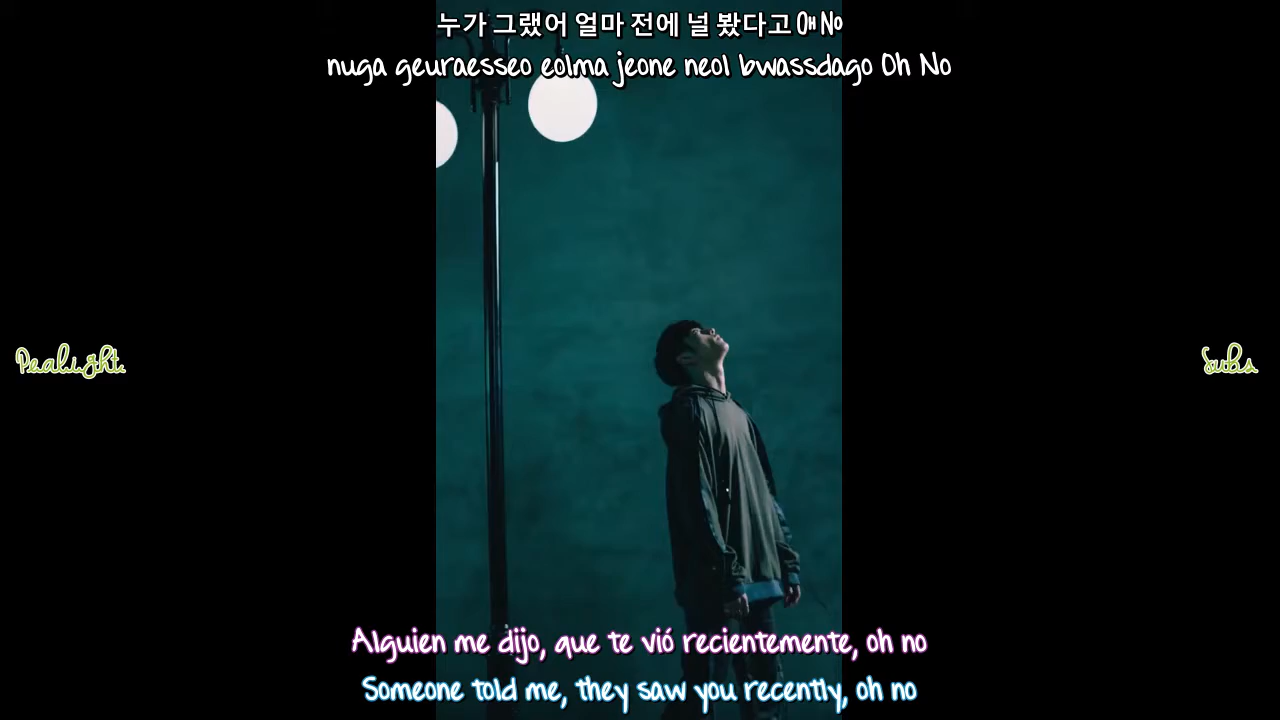 누가 그랬어 얼마 전에 널 봤다고 Oh No
nuga geuraesseo eolma jeone neol bwassdago Oh No
Pealight
Subs
Alguien me dijo, que te vió recientemente, oh no
Someone told me, they saw you recently, oh no